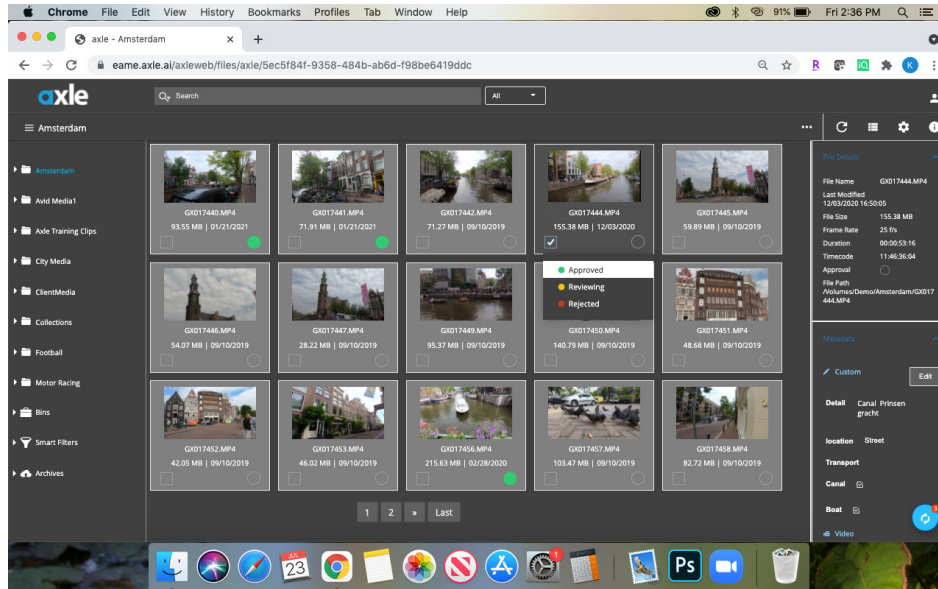 Chrome File Edit View History Bookmarks Profiles Tab Window Help 91% Fri 2:36 PM
axle - Amsterdam
eame.axle.ai/axleweb/files/axle/5ec5f84f-9358-484b-ab6d-f98be6419ddc
R iQ K
axle
Search All
Amsterdam
Amsterdam
Avid Media1
Axle Training Clips
City Media
ClientMedia
Collections
Football
Motor Racing
Bins
Smart Filters
Archives
GX017440.MP4
93.55 MB | 01/21/2021
GX017441.MP4
71.91 MB | 01/21/2021
GX017442.MP4
71.27 MB | 09/10/2019
GX017444.MP4
155.38 MB | 12/03/2020
GX017445.MP4
59.89 MB | 09/10/2019
Approved
Reviewing
Rejected
GX017446.MP4
54.07 MB | 09/10/2019
GX017447.MP4
28.22 MB | 09/10/2019
GX017449.MP4
95.37 MB | 09/10/2019
GX017450.MP4
140.79 MB | 09/10/2019
GX017451.MP4
48.68 MB | 09/10/2019
GX017452.MP4
42.05 MB | 09/10/2019
GX017453.MP4
46.02 MB | 09/10/2019
GX017456.MP4
215.63 MB | 02/28/2020
GX017457.MP4
103.47 MB | 09/10/2019
GX017458.MP4
82.72 MB | 09/10/2019
1 2 » Last
File Details
File Name GX017444.MP4
Last Modified
12/03/2020 16:50:05
File Size 155.38 MB
Frame Rate 25 f/s
Duration 00:00:53:16
Timecode 11:46:36:04
Approval
File Path
/Volumes/Demo/Amsterdam/GX017
444.MP4
Metadata
Custom
Edit
Detail Canal Prinsen
gracht
location Street
Transport
Canal
Boat
3
Video
JUL
23
1
Ps